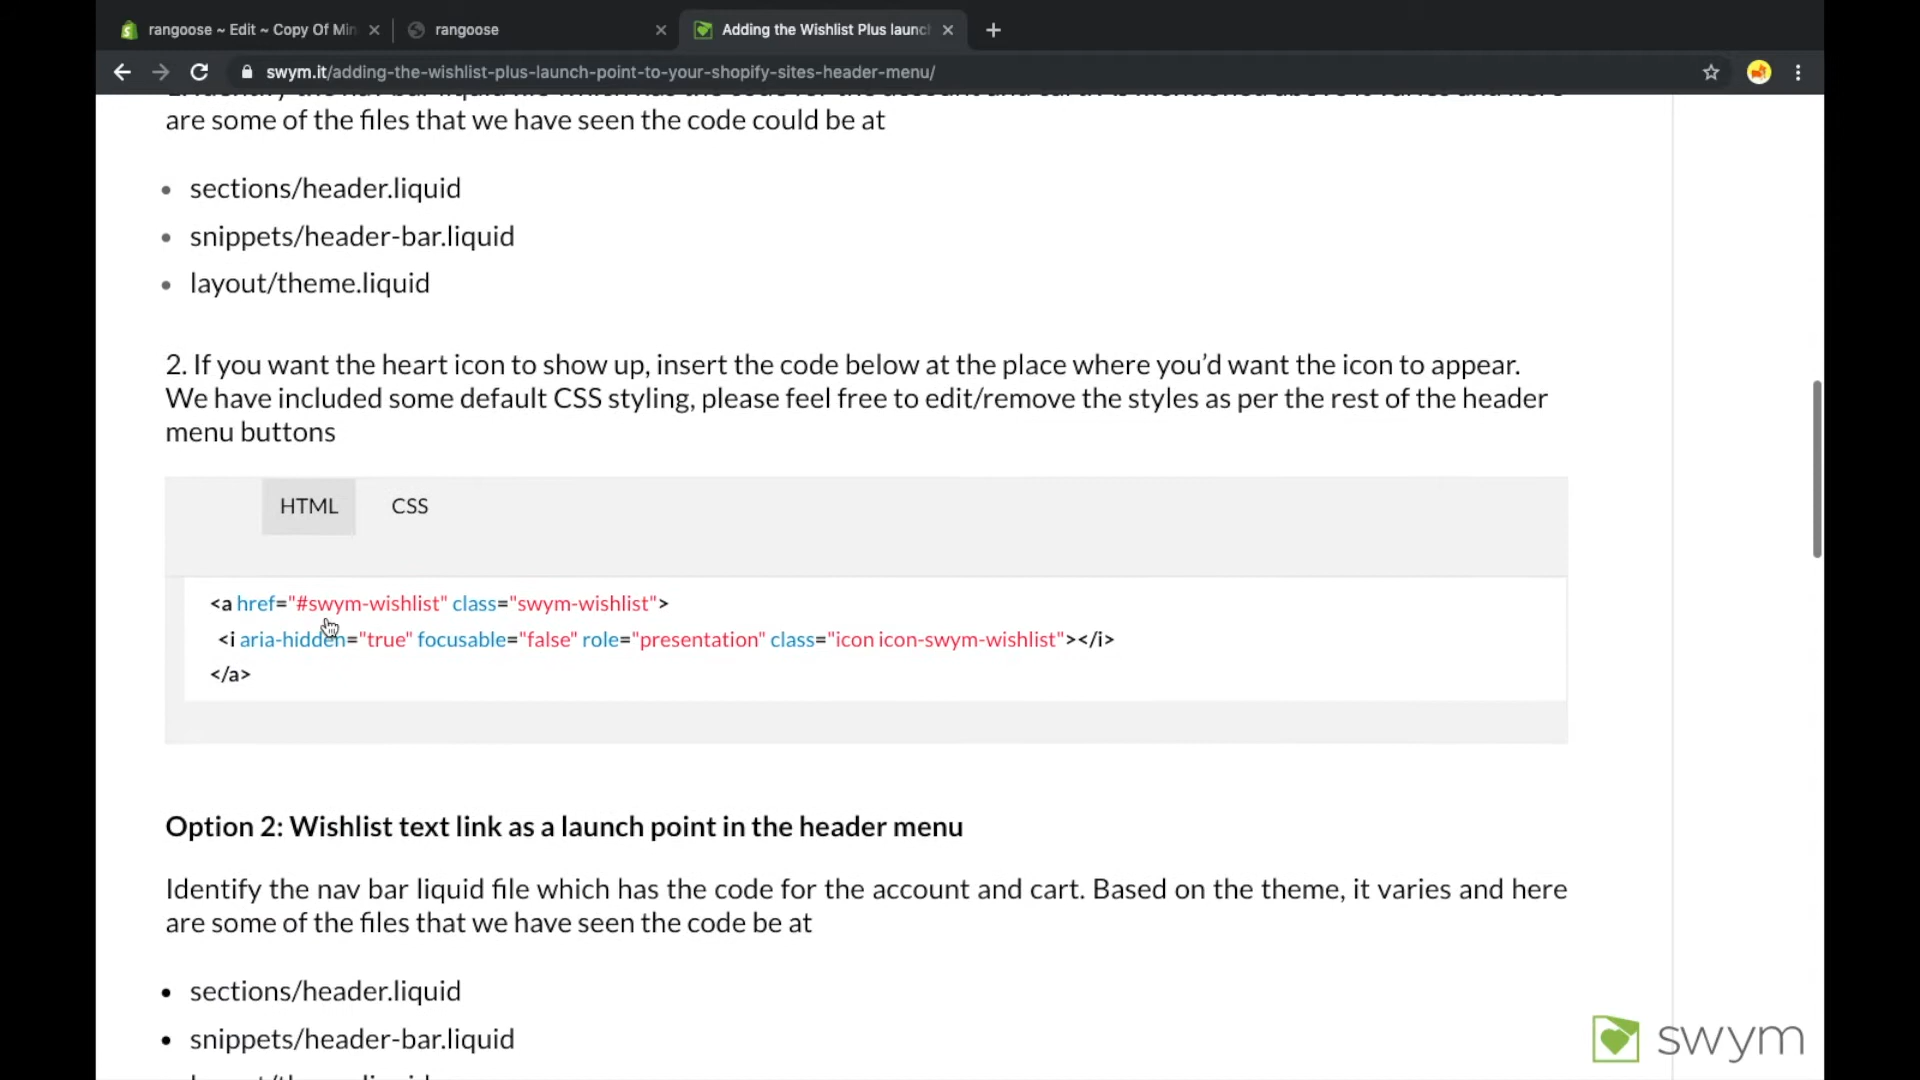 rangoose ~ Edit ~ Copy Of Min
rangoose
Adding the Wishlist Plus launc
swym.it/adding-the-wishlist-plus-launch-point-to-your-shopify-sites-header-menu/
are some of the files that we have seen the code could be at
• sections/header.liquid
• snippets/header-bar.liquid
• layout/theme.liquid
2. If you want the heart icon to show up, insert the code below at the place where you’d want the icon to appear.
We have included some default CSS styling, please feel free to edit/remove the styles as per the rest of the header
menu buttons
HTML CSS
<a href="#swym-wishlist" class="swym-wishlist">
<i aria-hidden="true" focusable="false" role="presentation" class="icon icon-swym-wishlist"></i>
</a>
Option 2: Wishlist text link as a launch point in the header menu
Identify the nav bar liquid file which has the code for the account and cart. Based on the theme, it varies and here
are some of the files that we have seen the code be at
• sections/header.liquid
• snippets/header-bar.liquid
swym